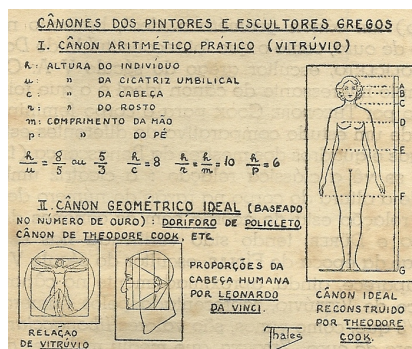 CÂNONES DOS PINTORES E ESCULTORES GREGOS
I. CÂNON ARITMÉTICO PRÁTICO (VITRÚVIO)
h: ALTURA DO INDIVÍDUO
u: " DA CICATRIZ UMBILICAL
c: " DA CABEÇA
r: " DO ROSTO
m: COMPRIMENTO DA MÃO
p: " DO PÉ
h/u = 8/5 ou 5/3 h/c = 8 h/r = h/m = 10 h/p = 6
II. CÂNON GEOMÉTRICO IDEAL (BASEADO
NO NÚMERO DE OURO): DORÍFORO DE POLICLETO,
CÂNON DE THEODORE COOK, ETC.
A
B
C
D
E
F
G
PROPORÇÕES DA
CABEÇA HUMANA
POR LEONARDO
DA VINCI.
RELAÇÃO
DE VITRÚVIO
Thales
CÂNON IDEAL
RECONSTRUIDO
POR THEODORE
COOK.